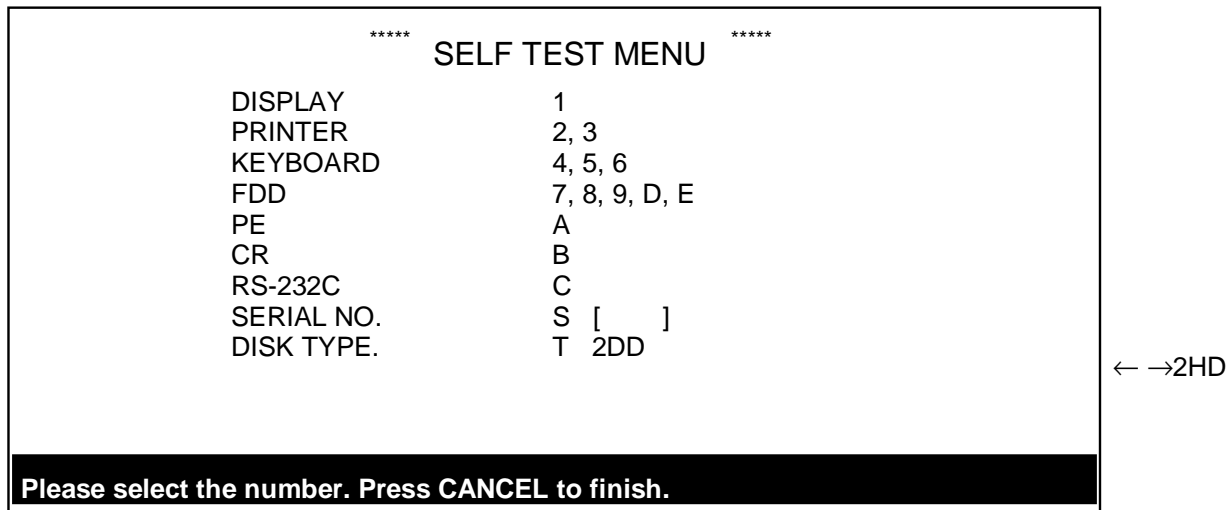 ***** SELF TEST MENU *****
DISPLAY 1
PRINTER 2, 3
KEYBOARD 4, 5, 6
FDD 7, 8, 9, D, E
PE A
CR B
RS-232C C
SERIAL NO. S [ ]
DISK TYPE. T 2DD
← →2HD
Please select the number. Press CANCEL to finish.